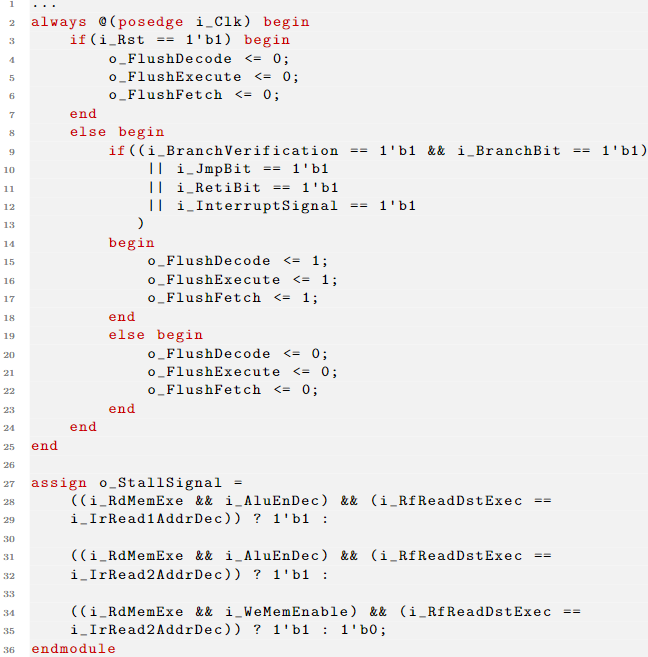 1 ...
2 always @(posedge i_Clk) begin
3     if(i_Rst == 1'b1) begin
4         o_FlushDecode <= 0;
5         o_FlushExecute <= 0;
6         o_FlushFetch <= 0;
7     end
8     else begin
9         if((i_BranchVerification == 1'b1 && i_BranchBit == 1'b1)
10             || i_JmpBit == 1'b1
11             || i_RetiBit == 1'b1
12             || i_InterruptSignal == 1'b1
13            )
14         begin
15             o_FlushDecode <= 1;
16             o_FlushExecute <= 1;
17             o_FlushFetch <= 1;
18         end
19         else begin
20             o_FlushDecode <= 0;
21             o_FlushExecute <= 0;
22             o_FlushFetch <= 0;
23         end
24     end
25 end
26
27 assign o_StallSignal =
28     ((i_RdMemExe && i_AluEnDec) && (i_RfReadDstExec ==
29     i_IrRead1AddrDec)) ? 1'b1 :
30
31     ((i_RdMemExe && i_AluEnDec) && (i_RfReadDstExec ==
32     i_IrRead2AddrDec)) ? 1'b1 :
33
34     ((i_RdMemExe && i_WeMemEnable) && (i_RfReadDstExec ==
35     i_IrRead2AddrDec)) ? 1'b1 : 1'b0;
36 endmodule